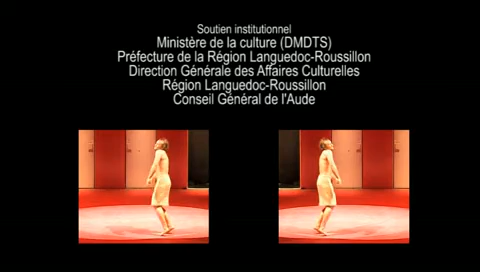 Soutien institutionnel
Ministère de la culture (DMDTS)
Préfecture de la Région Languedoc-Roussillon
Direction Générale des Affaires Culturelles
Région Languedoc-Roussillon
Conseil Général de l'Aude